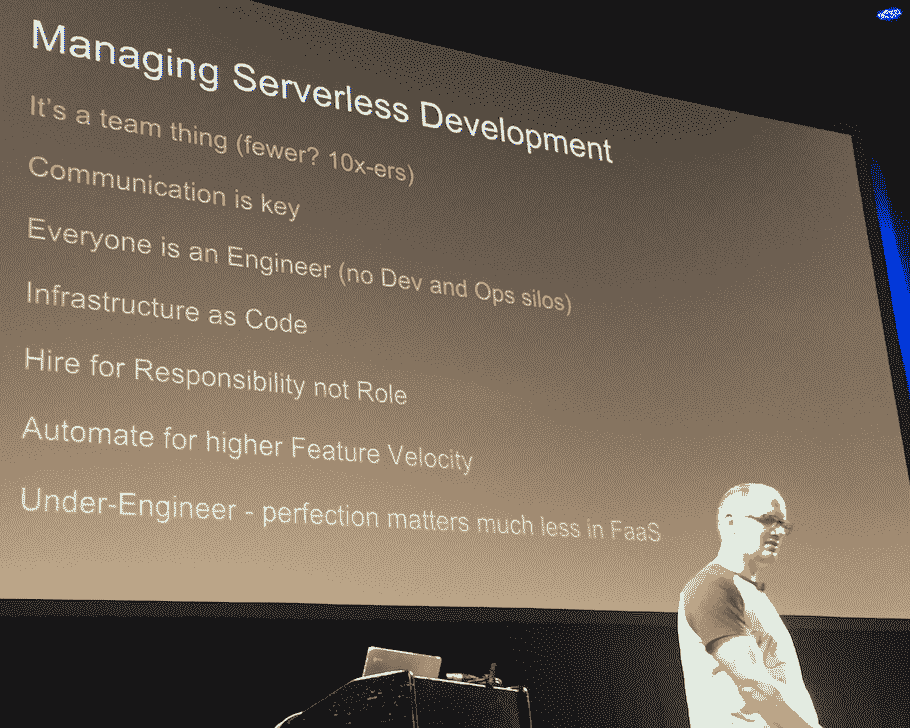 Managing Serverless Development
It's a team thing (fewer? 10x-ers)
Communication is key
Everyone is an Engineer (no Dev and Ops silos)
Infrastructure as Code
Hire for Responsibility not Role
Automate for higher Feature Velocity
Under-Engineer - perfection matters much less in FaaS